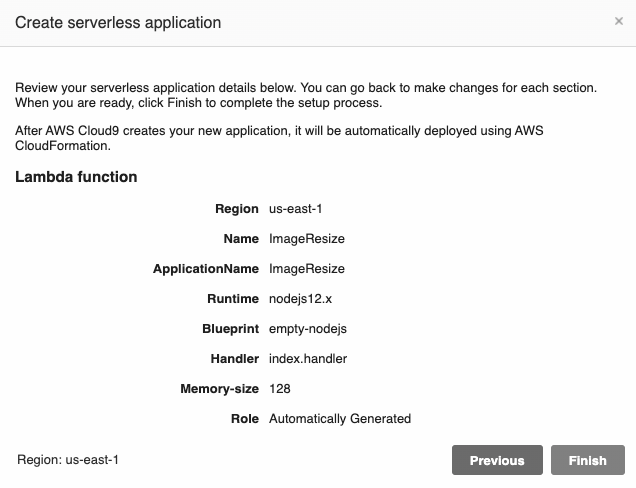 Create serverless application ×
Review your serverless application details below. You can go back to make changes for each section.
When you are ready, click Finish to complete the setup process.
After AWS Cloud9 creates your new application, it will be automatically deployed using AWS
CloudFormation.
Lambda function
Region us-east-1
Name ImageResize
ApplicationName ImageResize
Runtime nodejs12.x
Blueprint empty-nodejs
Handler index.handler
Memory-size 128
Role Automatically Generated
Region: us-east-1 Previous Finish